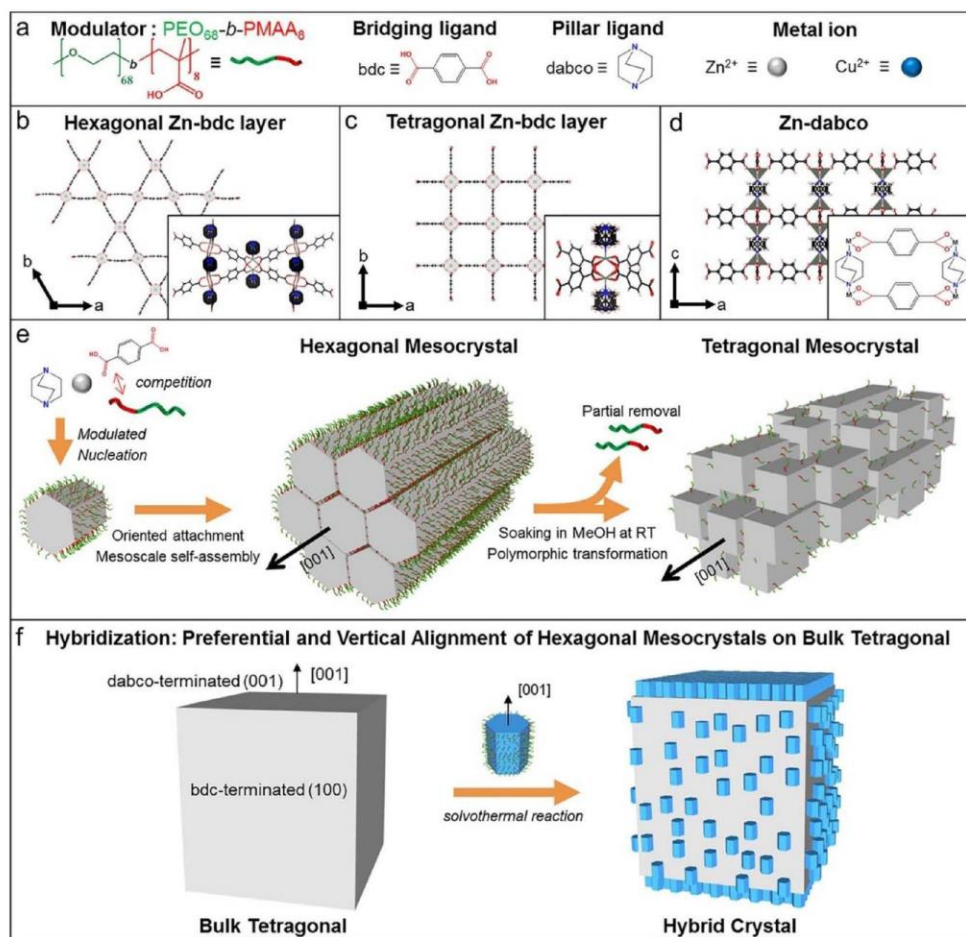 a Modulator : PEO68-b-PMAA8
Bridging ligand
Pillar ligand
Metal ion
O
b
68
8
HO
O
≡
bdc ≡
HO
O
O
OH
dabco ≡
N
N
Zn2+ ≡
Cu2+ ≡
b Hexagonal Zn-bdc layer
b
a
c Tetragonal Zn-bdc layer
b
a
d Zn-dabco
c
a
e
competition
Modulated
Nucleation
Oriented attachment
Mesoscale self-assembly
Hexagonal Mesocrystal
[001]
Partial removal
Soaking in MeOH at RT
Polymorphic transformation
Tetragonal Mesocrystal
[001]
f Hybridization: Preferential and Vertical Alignment of Hexagonal Mesocrystals on Bulk Tetragonal
dabco-terminated (001)
[001]
bdc-terminated (100)
Bulk Tetragonal
[001]
solvothermal reaction
Hybrid Crystal